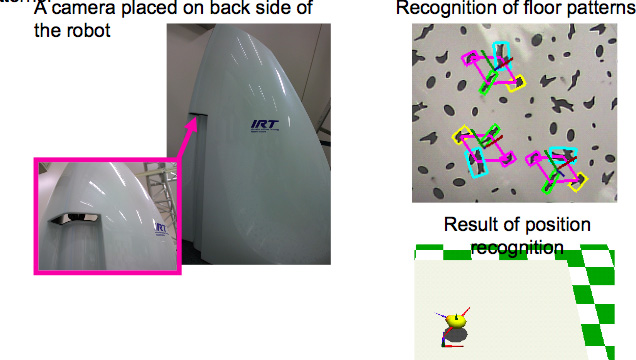 A camera placed on back side of
the robot
Recognition of floor patterns
IRT
IRT
Result of position
recognition